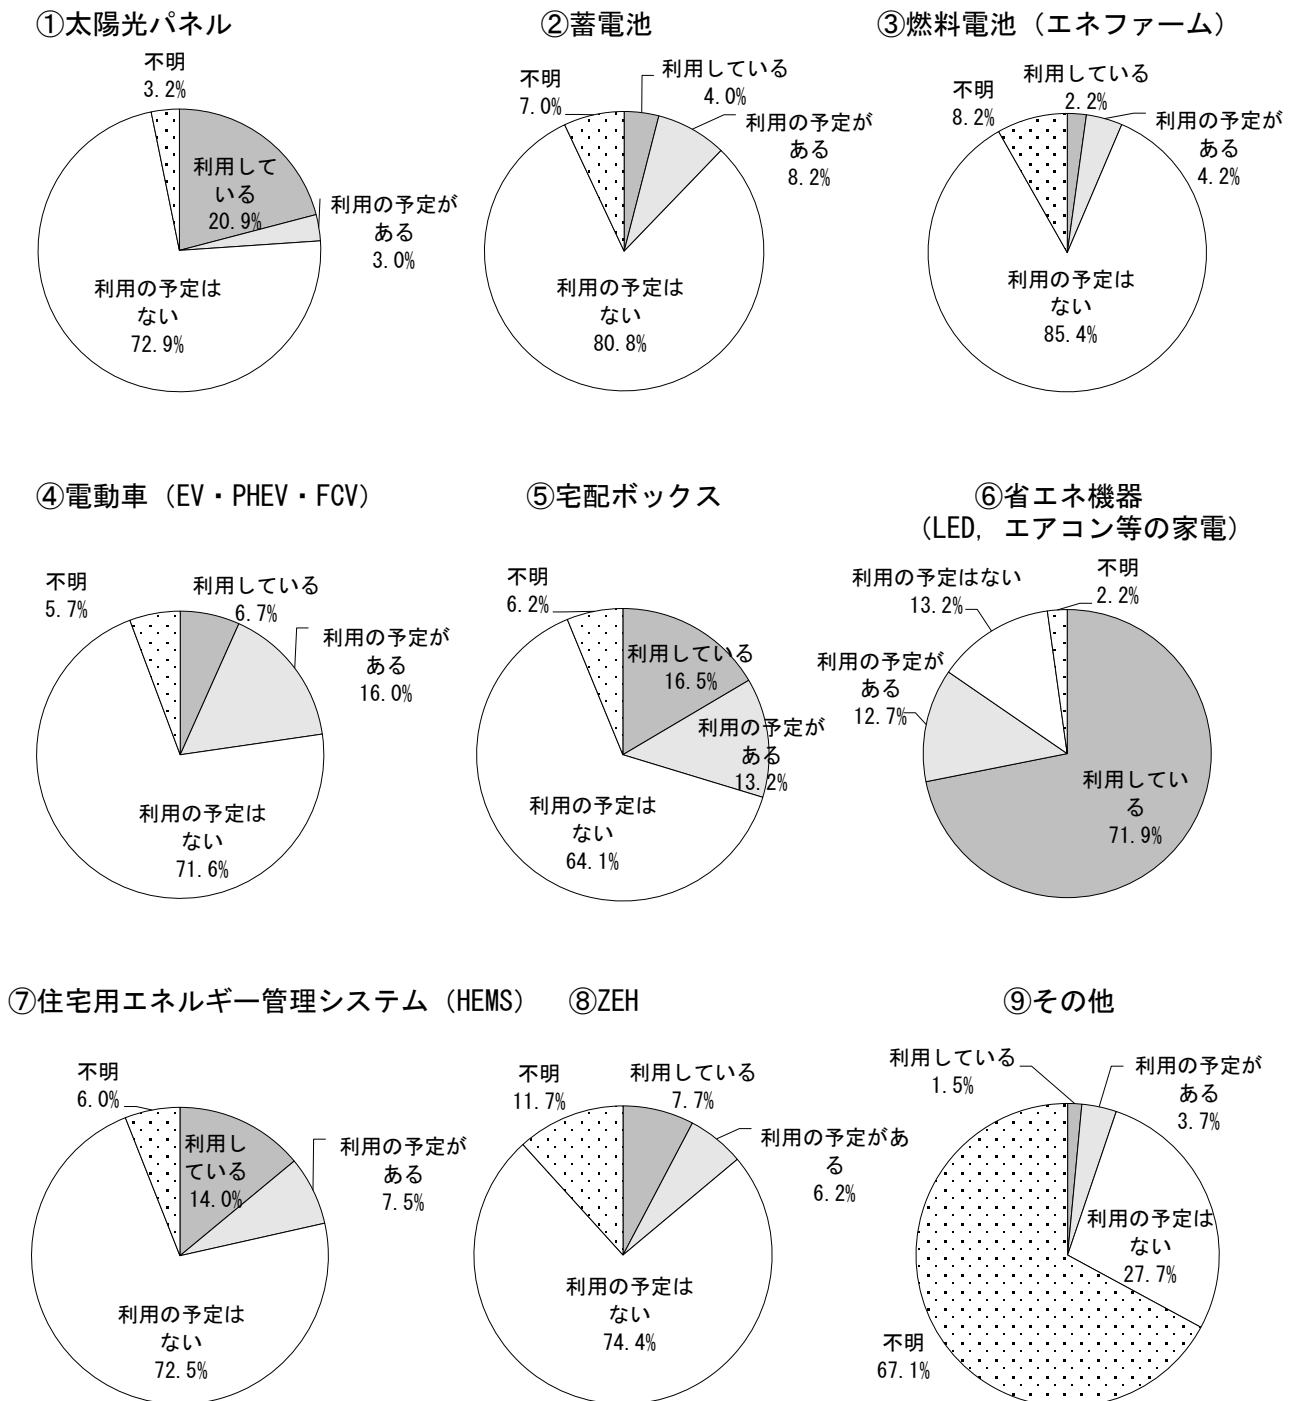 ①太陽光パネル
不明
3.2%
利用して
いる
20.9%
利用の予定が
ある
3.0%
利用の予定は
ない
72.9%
②蓄電池
不明
7.0%
利用している
4.0%
利用の予定が
ある
8.2%
利用の予定は
ない
80.8%
③燃料電池（エネファーム）
不明
8.2%
利用している
2.2%
利用の予定が
ある
4.2%
利用の予定は
ない
85.4%
④電動車（EV・PHEV・FCV）
不明
5.7%
利用している
6.7%
利用の予定が
ある
16.0%
利用の予定は
ない
71.6%
⑤宅配ボックス
不明
6.2%
利用している
16.5%
利用の予定が
ある
13.2%
利用の予定は
ない
64.1%
⑥省エネ機器
（LED，エアコン等の家電）
利用の予定はない
13.2%
不明
2.2%
利用の予定が
ある
12.7%
利用してい
る
71.9%
⑦住宅用エネルギー管理システム（HEMS）
不明
6.0%
利用し
ている
14.0%
利用の予定が
ある
7.5%
利用の予定は
ない
72.5%
⑧ZEH
不明
11.7%
利用している
7.7%
利用の予定があ
る
6.2%
利用の予定は
ない
74.4%
⑨その他
利用している
1.5%
利用の予定が
ある
3.7%
利用の予定は
ない
27.7%
不明
67.1%